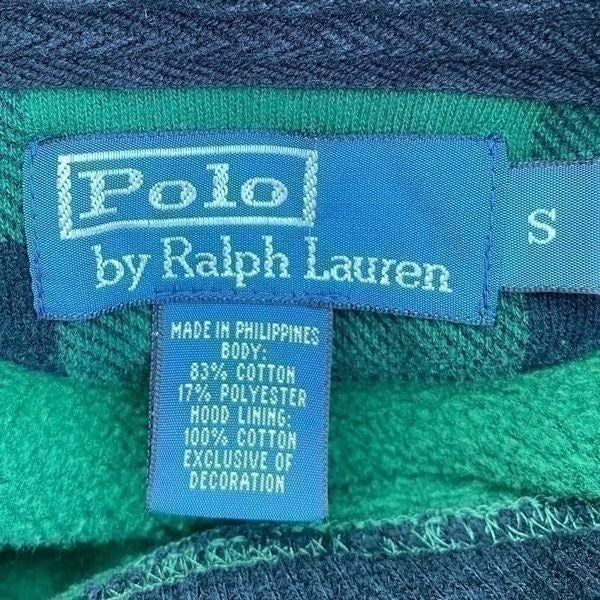 Polo
by Ralph Lauren
S
MADE IN PHILIPPINES
BODY:
83% COTTON
17% POLYESTER
HOOD LINING:
100% COTTON
EXCLUSIVE OF
DECORATION